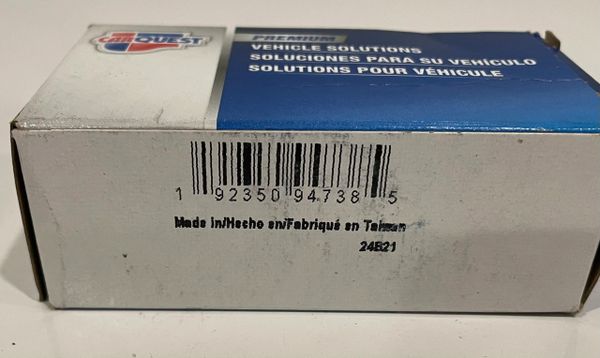 CARQUEST
PREMIUM
VEHICLE SOLUTIONS
SOLUCIONES PARA SU VEHÍCULO
SOLUTIONS POUR VÉHICULE
1 92350 94738 5
Made in/Hecho en/Fabriqué en Taiwan
24B21